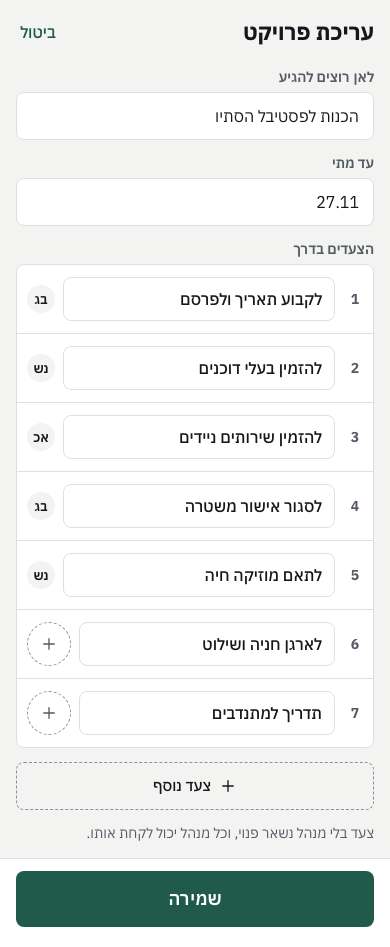 עריכת פרויקט
ביטול
לאן רוצים להגיע
הכנות לפסטיבל הסתיו
עד מתי
27.11
הצעדים בדרך
1 לקבוע תאריך ולפרסם בג
2 להזמין בעלי דוכנים נש
3 להזמין שירותים ניידים אכ
4 לסגור אישור משטרה בג
5 לתאם מוזיקה חיה נש
6 לארגן חניה ושילוט +
7 תדריך למתנדבים +
+ צעד נוסף
צעד בלי מנהל נשאר פנוי, וכל מנהל יכול לקחת אותו.
שמירה